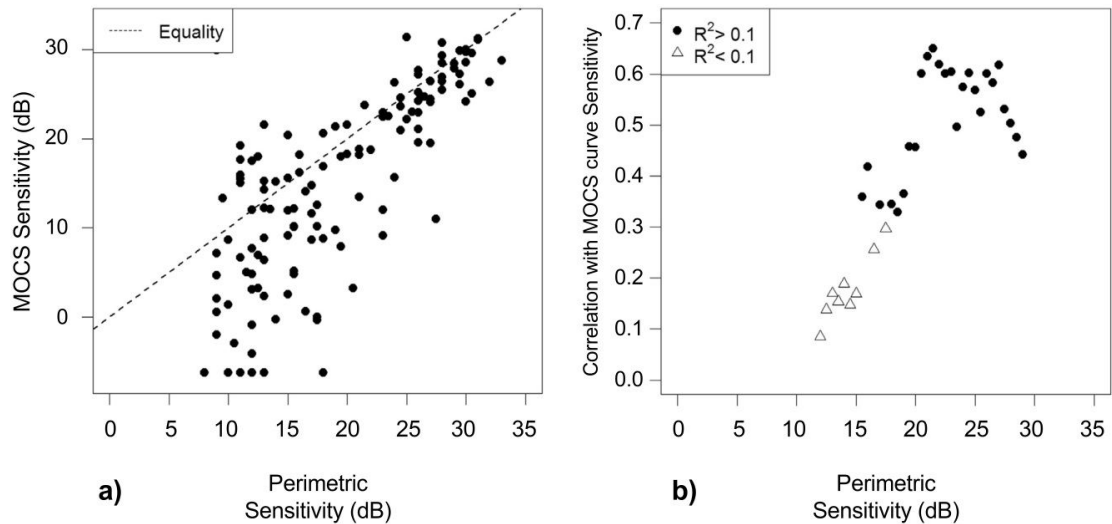 Equality
MOCS Sensitivity (dB)
30
20
10
0
0 5 10 15 20 25 30 35
a)
Perimetric
Sensitivity (dB)
R²> 0.1
R²< 0.1
Correlation with MOCS curve Sensitivity
0.7
0.6
0.5
0.4
0.3
0.2
0.1
0.0
0 5 10 15 20 25 30 35
b)
Perimetric
Sensitivity (dB)